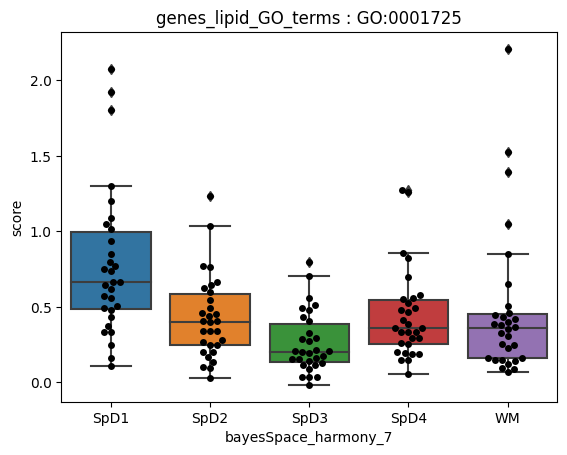 genes_lipid_GO_terms : GO:0001725
2.0
1.5
1.0
0.5
0.0
score
SpD1 SpD2 SpD3 SpD4 WM
bayesSpace_harmony_7